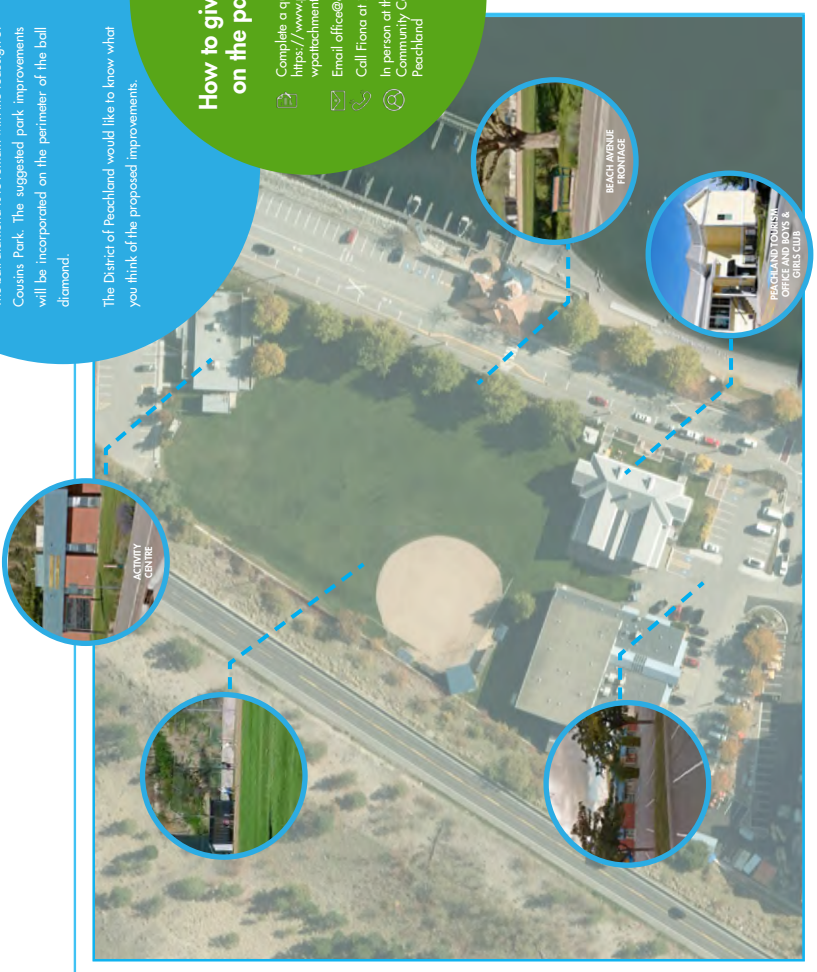 Cousins Park. The suggested park improvements
will be incorporated on the perimeter of the ball
diamond.
The District of Peachland would like to know what
you think of the proposed improvements.
How to giv
on the pa
Complete a q
https://www.
wpattachment
Email office@
Call Fiona at
In person at th
Community C
Peachland
ACTIVITY
CENTRE
BEACH AVENUE
FRONTAGE
PEACHLAND TOURISM
OFFICE AND BOYS &
GIRLS CLUB